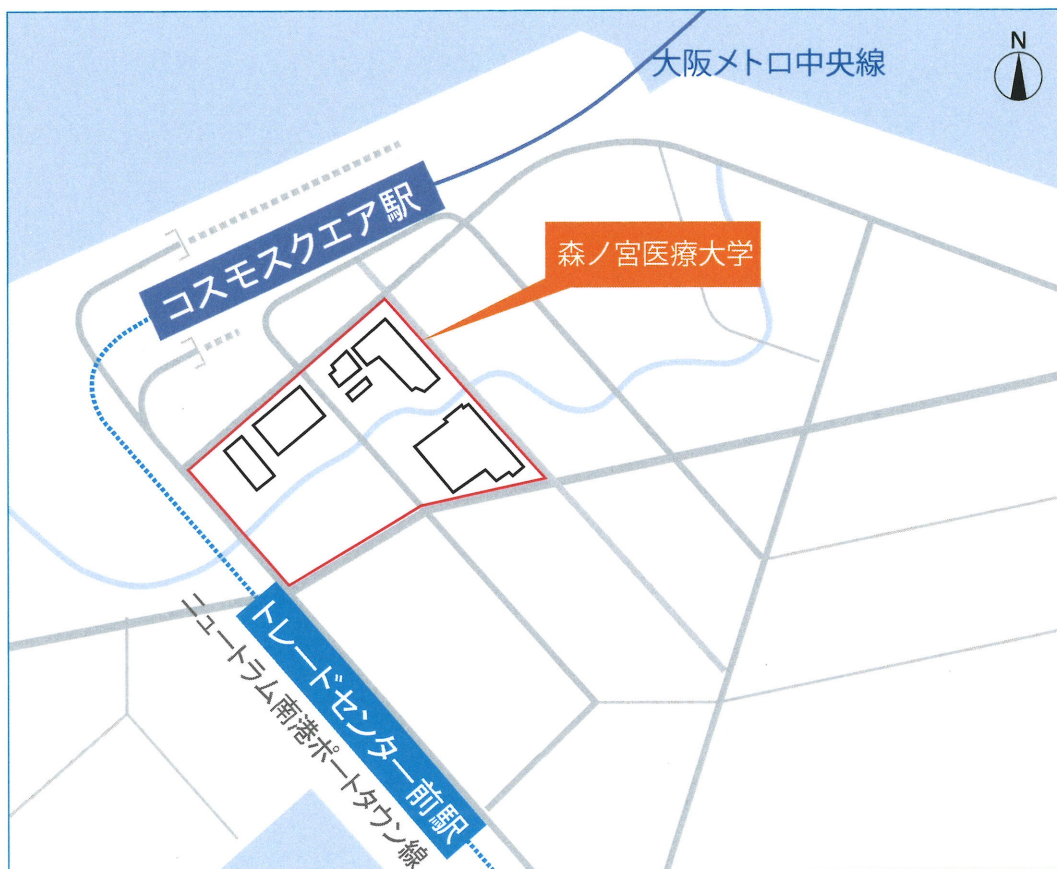 大阪メトロ中央線
N
コスモスクエア駅
森ノ宮医療大学
トレードセンター前駅
ニュートラム南港ポートタウン線